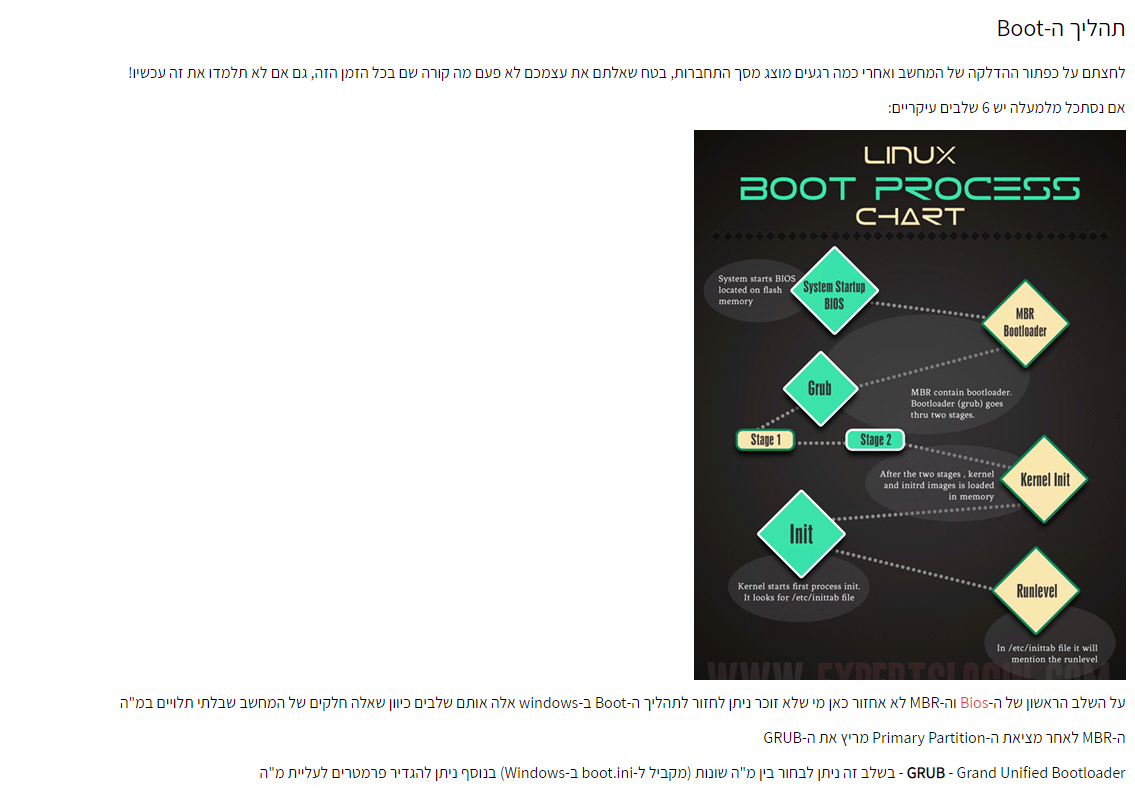 תהליך ה-Boot
לחצתם על כפתור ההדלקה של המחשב ואחרי כמה רגעים מוצג מסך התחברות, בטח שאלתם את עצמכם לא פעם מה קורה שם בכל הזמן הזה, גם אם לא תלמדו את זה עכשיו!
אם נסתכל מלמעלה יש 6 שלבים עיקריים:
LINUX
BOOT PROCESS
CHART
System starts BIOS
located on flash
memory
System Startup
BIOS
MBR
Bootloader
Grub
MBR contain bootloader.
Bootloader (grub) goes
thru two stages.
Stage 1
Stage 2
After the two stages , kernel
and initrd images is loaded
in memory
Kernel Init
Init
Kernel starts first process init.
It looks for /etc/inittab file
Runlevel
In /etc/inittab file it will
mention the runlevel
על השלב הראשון של ה-Bios וה-MBR לא אחזור כאן מי שלא זוכר ניתן לחזור לתהליך ה-Boot ב-windows אלה אותם שלבים כיוון שאלה חלקים של המחשב שבלתי תלויים במ"ה
ה-MBR לאחר מציאת ה-Primary Partition מריץ את ה-GRUB
GRUB - Grand Unified Bootloader - בשלב זה ניתן לבחור בין מ"ה שונות (מקביל ל-boot.ini ב-Windows) בנוסף ניתן להגדיר פרמטרים לעליית מ"ה